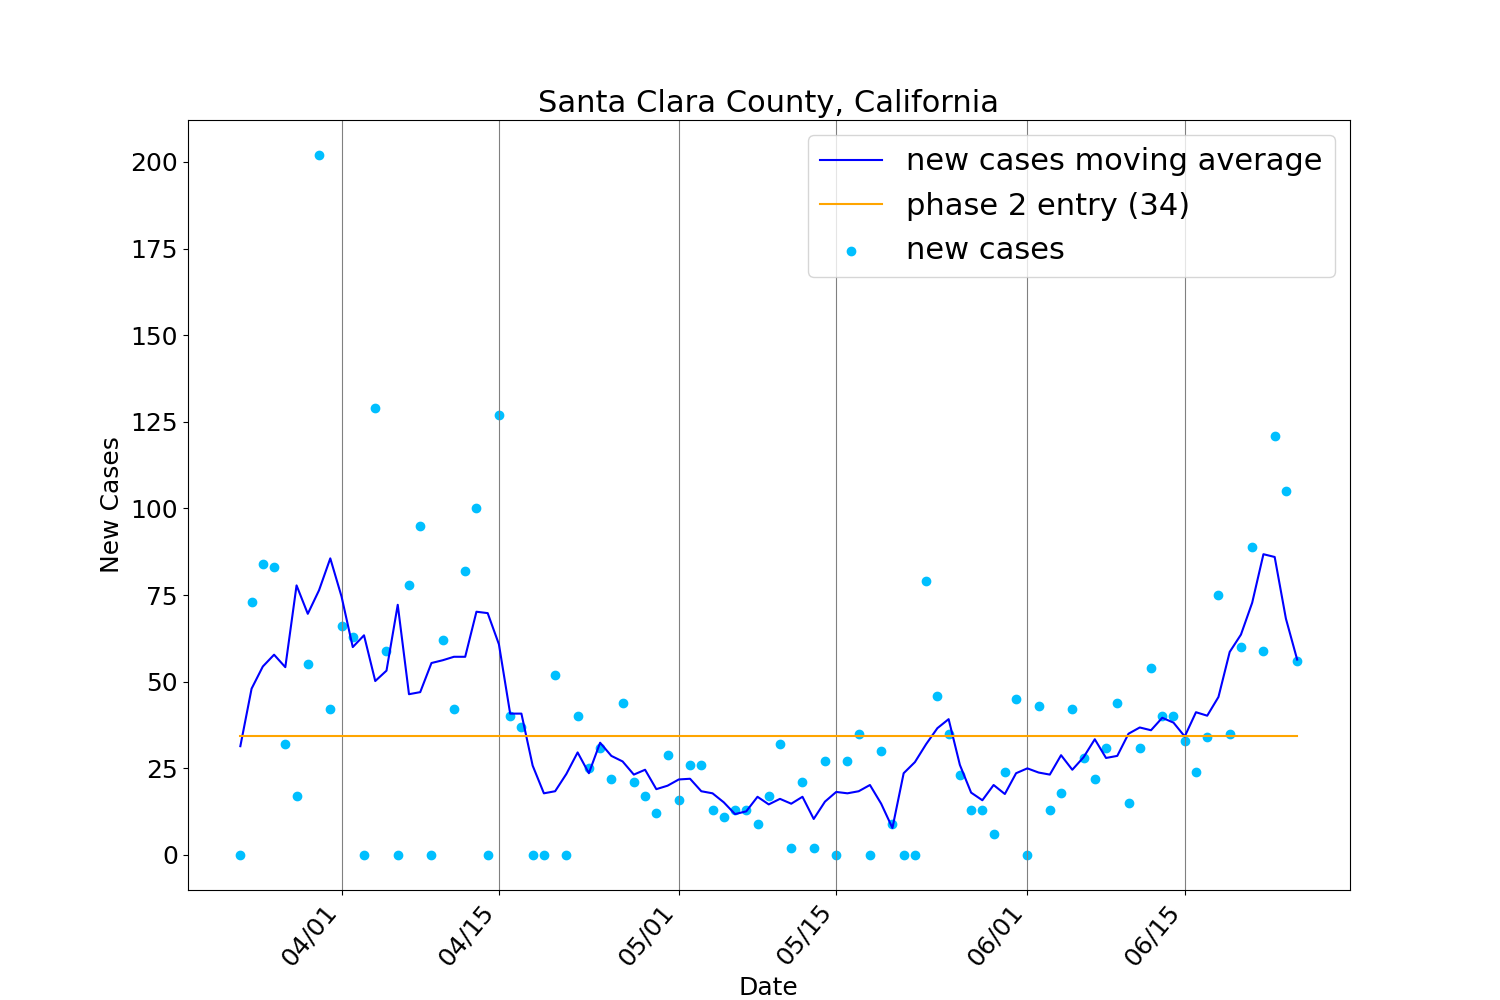 Santa Clara County, California
new cases moving average
phase 2 entry (34)
new cases
200
175
150
125
100
75
50
25
0
New Cases
04/01
04/15
05/01
05/15
06/01
06/15
Date